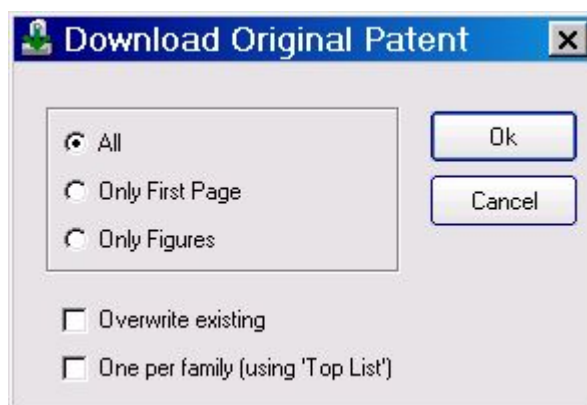 Download Original Patent
All
Ok
Only First Page
Cancel
Only Figures
Overwrite existing
One per family (using 'Top List')